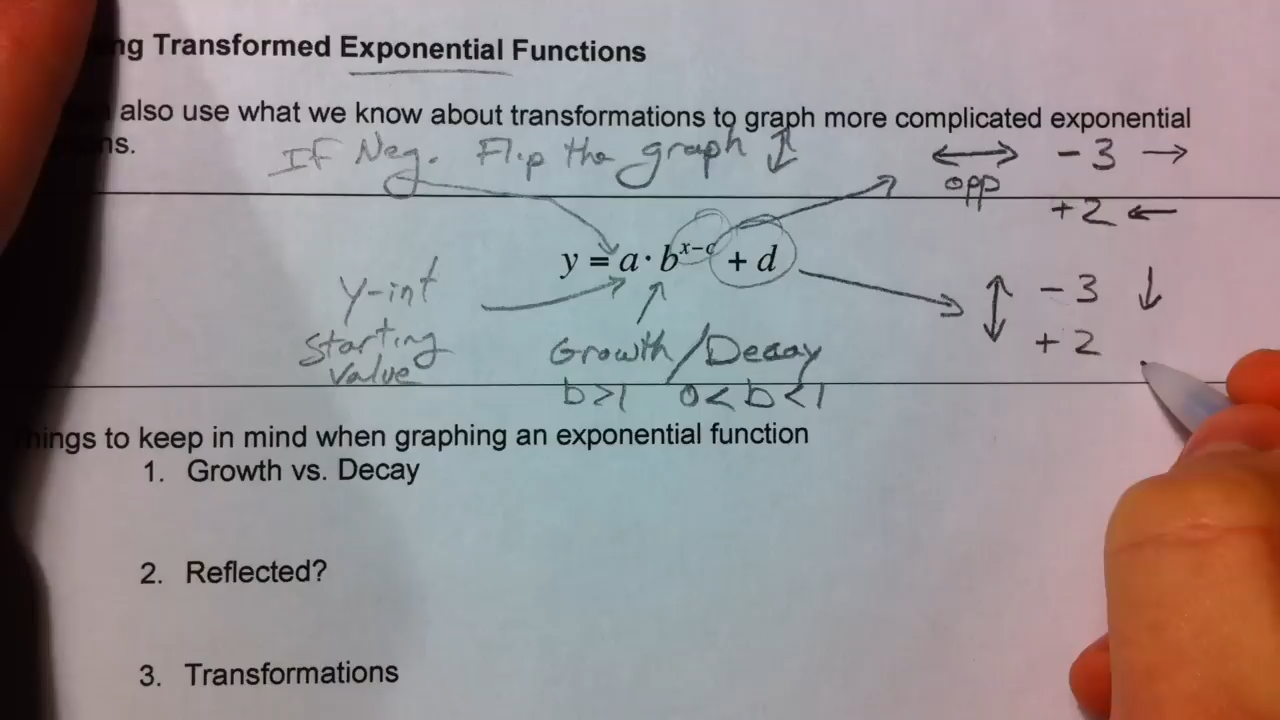 ng Transformed Exponential Functions
also use what we know about transformations to graph more complicated exponential
ns.
If Neg. Flip the graph ↕
↔ -3 →
opp
+2 ←
y = a · b^{x-c} + d
y-int
Starting
Value
Growth/Decay
b>1 0<b<1
↕ -3 ↓
+2
hings to keep in mind when graphing an exponential function
1. Growth vs. Decay
2. Reflected?
3. Transformations